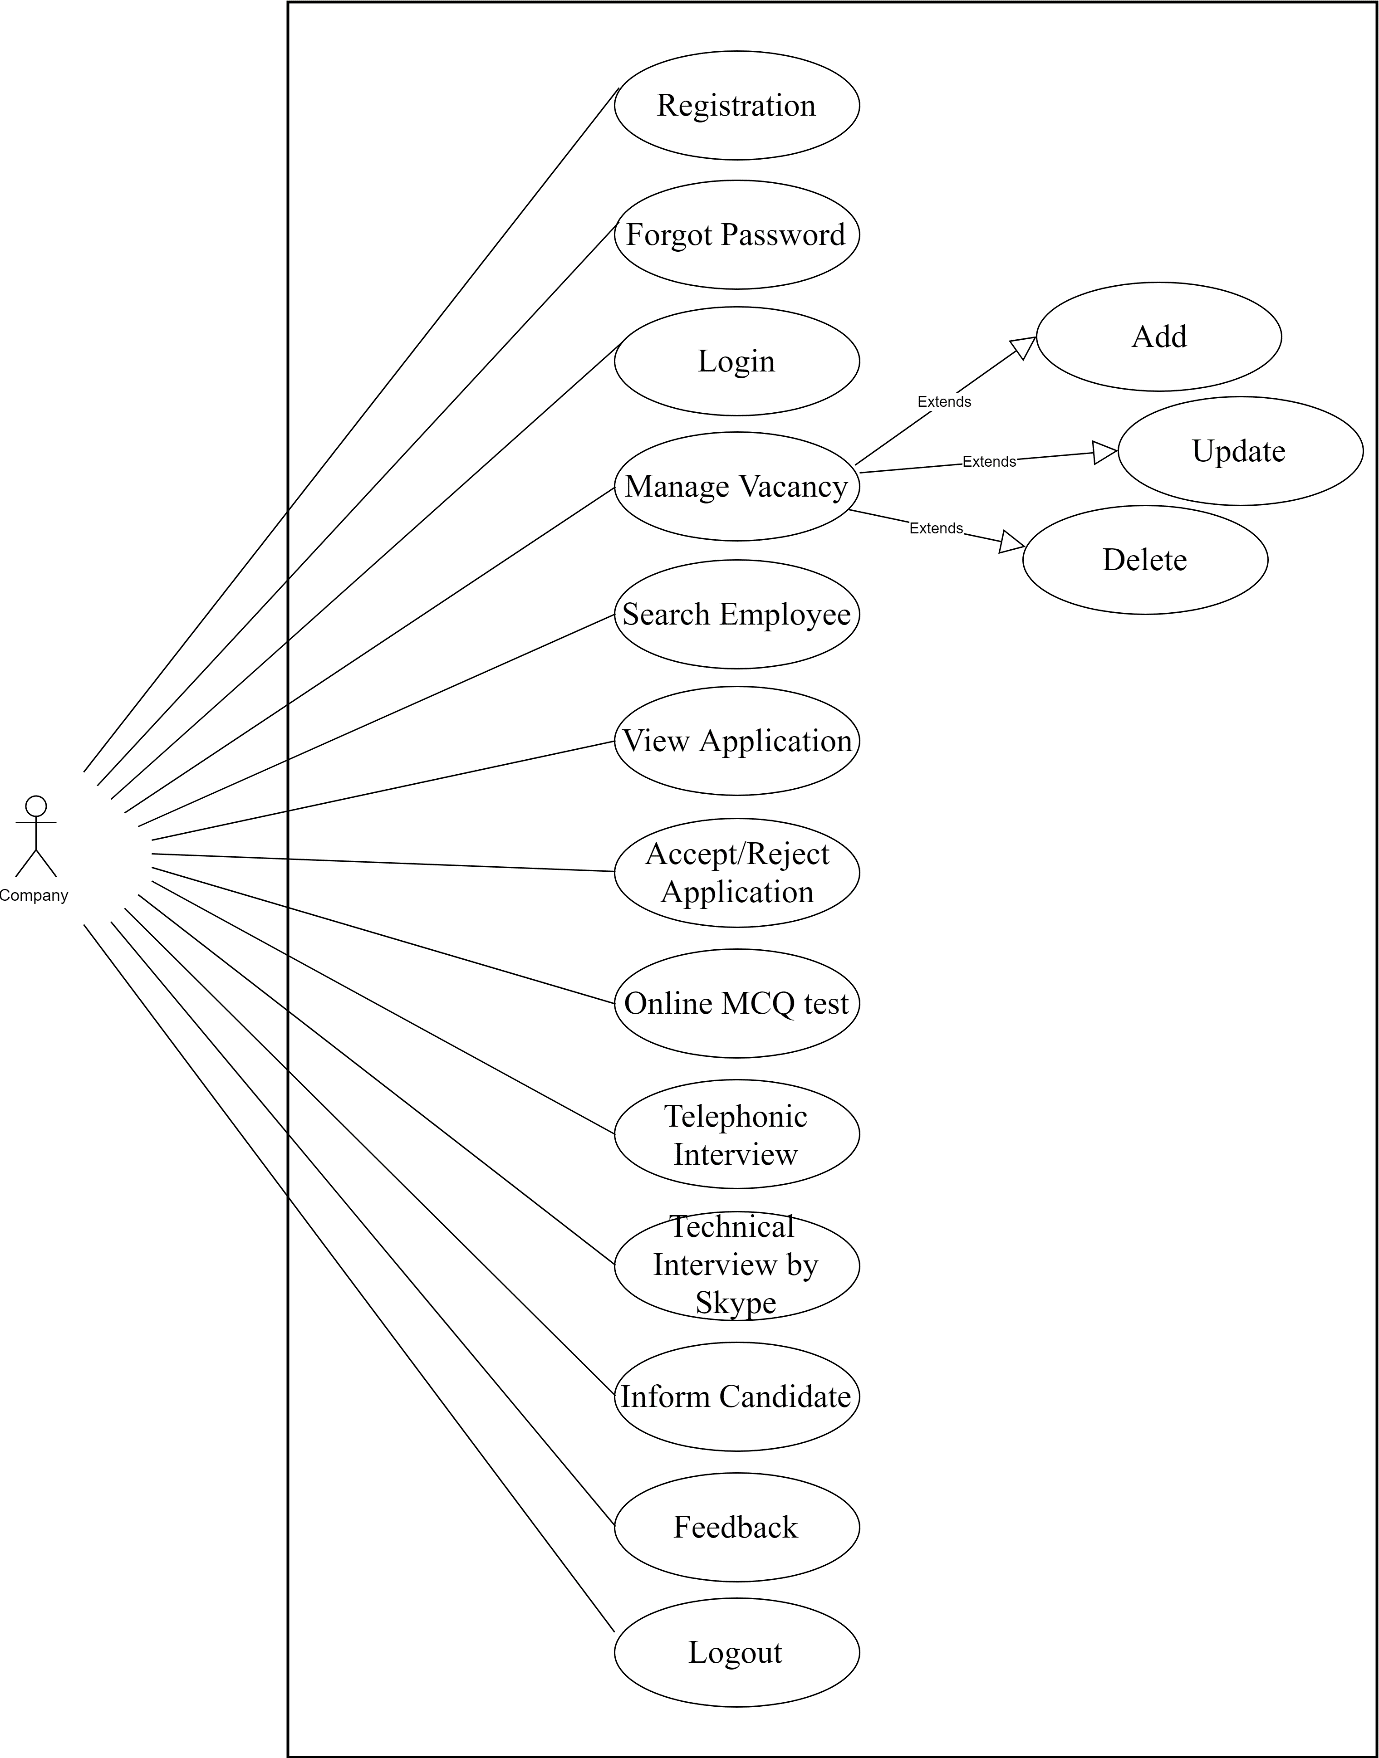 Registration
Forgot Password
Login
Add
Extends
Update
Extends
Manage Vacancy
Extends
Delete
Search Employee
View Application
Accept/Reject
Application
Company
Online MCQ test
Telephonic
Interview
Technical
Interview by
Skype
Inform Candidate
Feedback
Logout